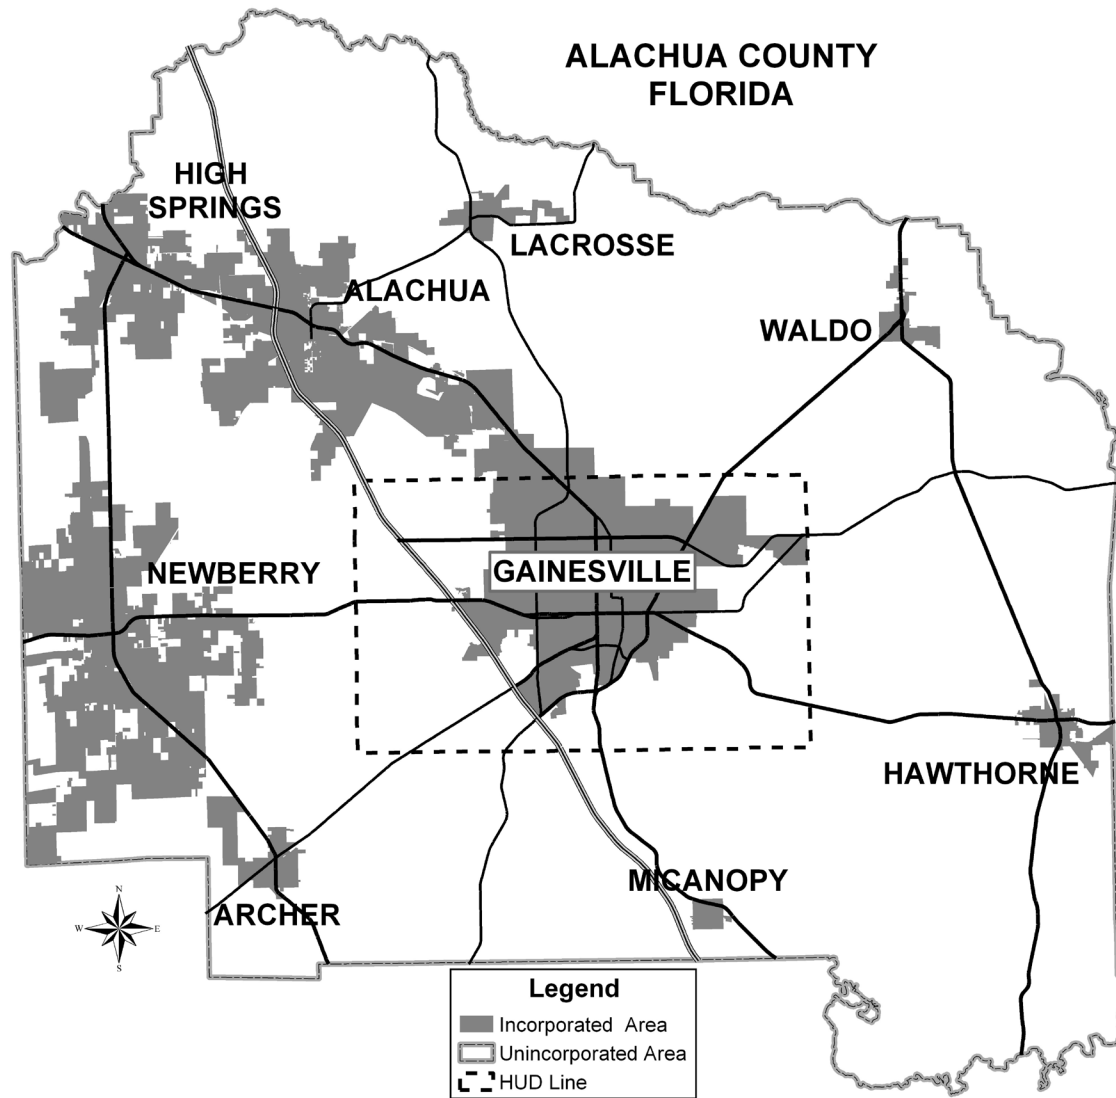 ALACHUA COUNTY
FLORIDA
HIGH
SPRINGS
LACROSSE
ALACHUA
WALDO
NEWBERRY
GAINESVILLE
HAWTHORNE
MICANOPY
ARCHER
N
W
E
S
Legend
Incorporated Area
Unincorporated Area
HUD Line